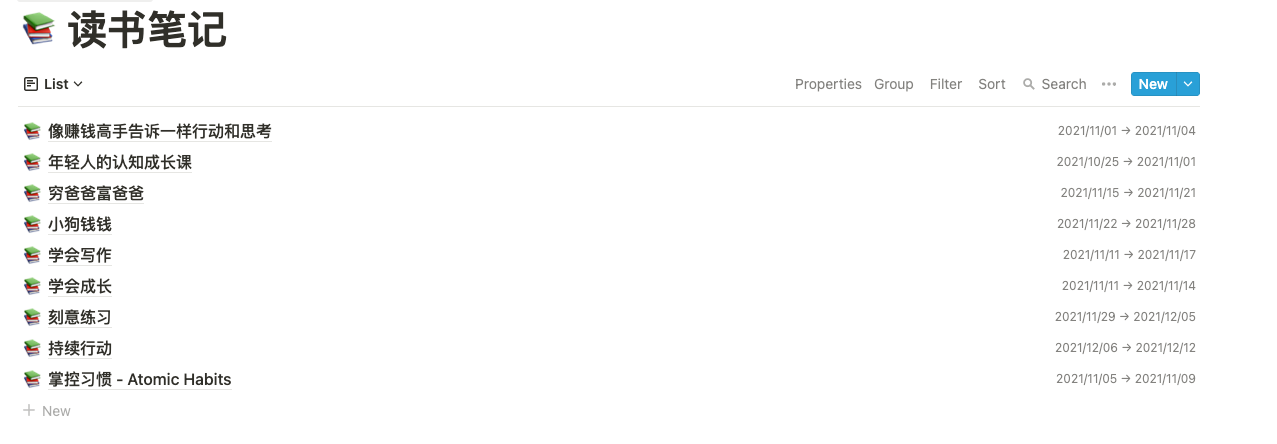 读书笔记
List Properties Group Filter Sort Search ••• New
像赚钱高手告诉一样行动和思考 2021/11/01 → 2021/11/04
年轻人的认知成长课 2021/10/25 → 2021/11/01
穷爸爸富爸爸 2021/11/15 → 2021/11/21
小狗钱钱 2021/11/22 → 2021/11/28
学会写作 2021/11/11 → 2021/11/17
学会成长 2021/11/11 → 2021/11/14
刻意练习 2021/11/29 → 2021/12/05
持续行动 2021/12/06 → 2021/12/12
掌控习惯 - Atomic Habits 2021/11/05 → 2021/11/09
+ New